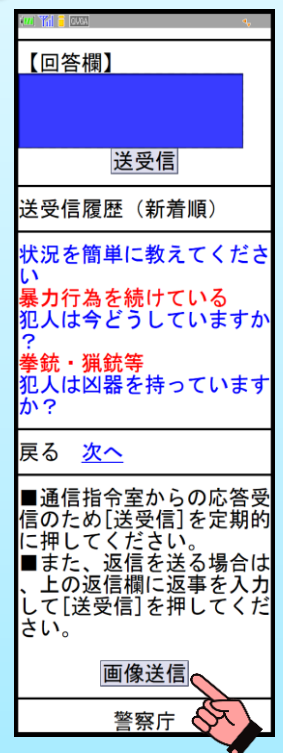 【回答欄】
送受信
送受信履歴（新着順）
状況を簡単に教えてくださ
い
暴力行為を続けている
犯人は今どうしていますか
？
拳銃・猟銃等
犯人は凶器を持っています
か？
戻る　次へ
■通信指令室からの応答受
信のため[送受信]を定期的
に押してください。
■また、返信を送る場合は
、上の返信欄に返事を入力
して[送受信]を押してくだ
さい。
画像送信
警察庁